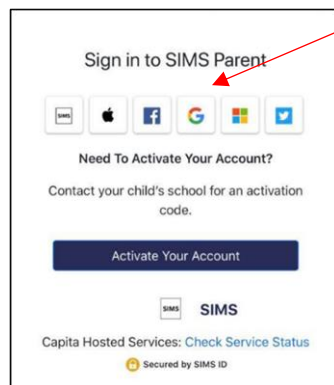 Sign in to SIMS Parent
SIMS
Need To Activate Your Account?
Contact your child's school for an activation
code.
Activate Your Account
SIMS SIMS
Capita Hosted Services: Check Service Status
Secured by SIMS ID